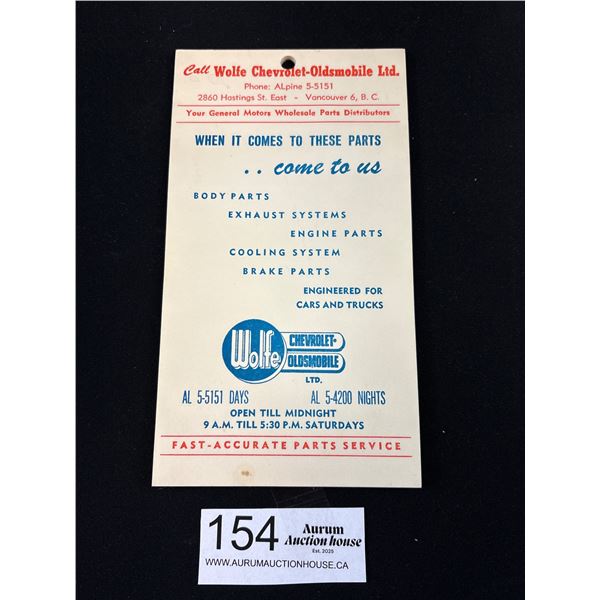 Call Wolfe Chevrolet-Oldsmobile Ltd.
Phone: ALpine 5-5151
2860 Hastings St. East - Vancouver 6, B. C.
Your General Motors Wholesale Parts Distributors
WHEN IT COMES TO THESE PARTS
. . come to us
BODY PARTS
EXHAUST SYSTEMS
ENGINE PARTS
COOLING SYSTEM
BRAKE PARTS
ENGINEERED FOR
CARS AND TRUCKS
Wolfe CHEVROLET-
OLDSMOBILE
LTD.
AL 5-5151 DAYS AL 5-4200 NIGHTS
OPEN TILL MIDNIGHT
9 A.M. TILL 5:30 P.M. SATURDAYS
FAST-ACCURATE PARTS SERVICE
154 Aurum
Auction house
Est. 2025
WWW.AURUMAUCTIONHOUSE.CA